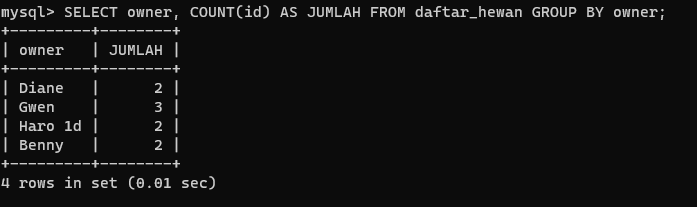 mysql> SELECT owner, COUNT(id) AS JUMLAH FROM daftar_hewan GROUP BY owner;
+---------+--------+
| owner   | JUMLAH |
+---------+--------+
| Diane   |      2 |
| Gwen    |      3 |
| Haro 1d |      2 |
| Benny   |      2 |
+---------+--------+
4 rows in set (0.01 sec)